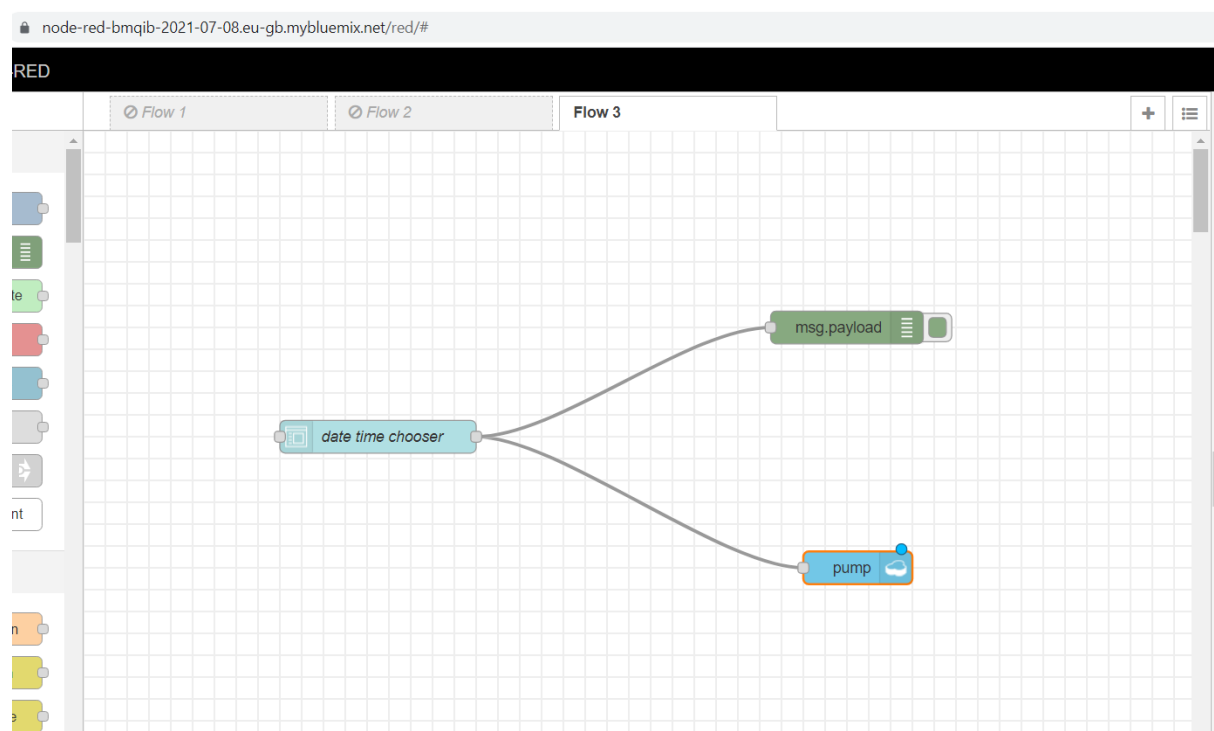 node-red-bmqib-2021-07-08.eu-gb.mybluemix.net/red/#
-RED
Flow 1
Flow 2
Flow 3
te
msg.payload
date time chooser
nt
pump
n
e